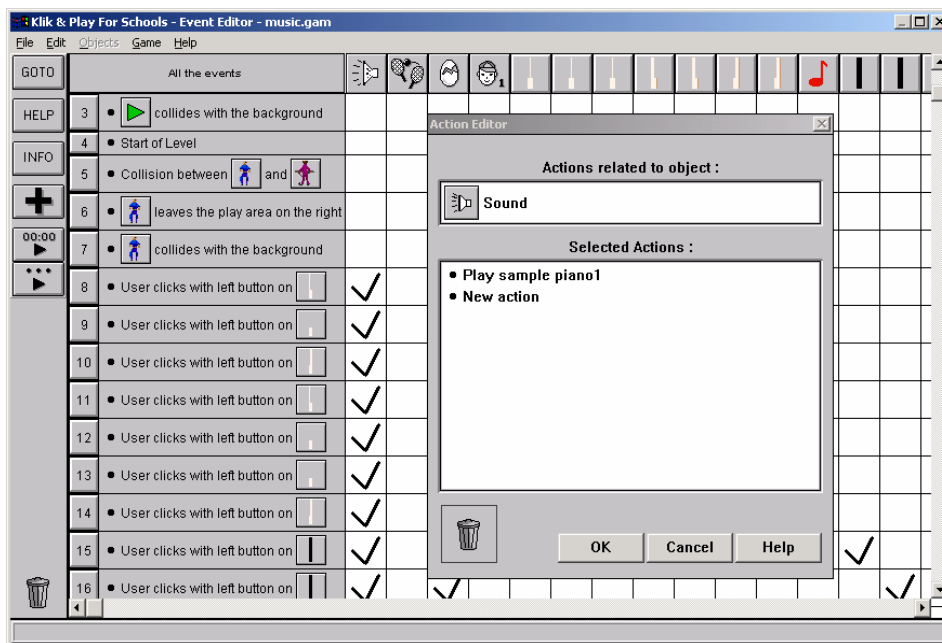 Klik & Play For Schools - Event Editor - music.gam
File Edit Objects Game Help
GOTO
All the events
1
HELP
3 • collides with the background
4 • Start of Level
INFO
5 • Collision between and
6 • leaves the play area on the right
00:00
7 • collides with the background
8 • User clicks with left button on
9 • User clicks with left button on
10 • User clicks with left button on
11 • User clicks with left button on
12 • User clicks with left button on
13 • User clicks with left button on
14 • User clicks with left button on
15 • User clicks with left button on
16 • User clicks with left button on
Action Editor
Actions related to object :
Sound
Selected Actions :
• Play sample piano1
• New action
OK Cancel Help